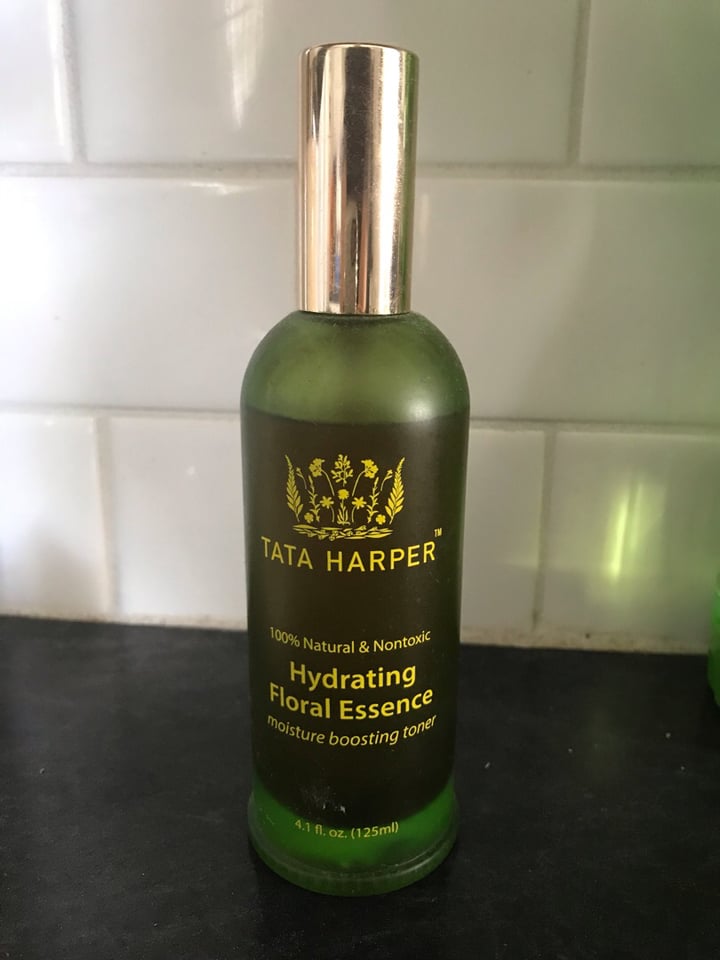 TATA HARPER™
100% Natural & Nontoxic
Hydrating
Floral Essence
moisture boosting toner
4.1 fl. oz. (125ml)